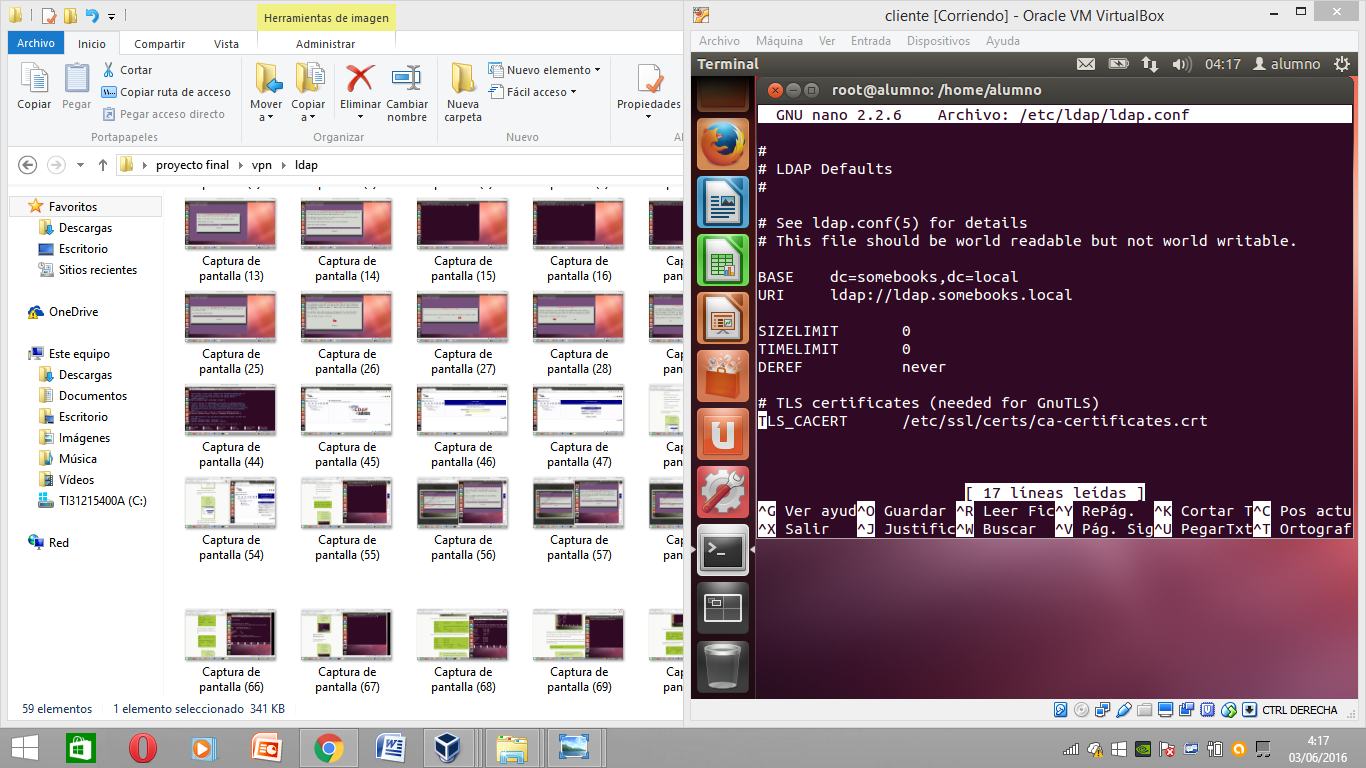 Herramientas de imagen
Archivo
Inicio
Compartir
Vista
Administrar
Copiar
Pegar
Cortar
Copiar ruta de acceso
Pegar acceso directo
Portapapeles
Mover a
Copiar a
Eliminar
Cambiar nombre
Organizar
Nueva carpeta
Nuevo elemento
Fácil acceso
Nuevo
Propiedades
proyecto final
vpn
ldap
Favoritos
Descargas
Escritorio
Sitios recientes
OneDrive
Este equipo
Descargas
Documentos
Escritorio
Imágenes
Música
Vídeos
TI31215400A (C:)
Red
Captura de pantalla (13)
Captura de pantalla (14)
Captura de pantalla (15)
Captura de pantalla (16)
Captura de pantalla (25)
Captura de pantalla (26)
Captura de pantalla (27)
Captura de pantalla (28)
Captura de pantalla (44)
Captura de pantalla (45)
Captura de pantalla (46)
Captura de pantalla (47)
Captura de pantalla (54)
Captura de pantalla (55)
Captura de pantalla (56)
Captura de pantalla (57)
Captura de pantalla (66)
Captura de pantalla (67)
Captura de pantalla (68)
Captura de pantalla (69)
59 elementos
1 elemento seleccionado 341 KB
cliente [Corriendo] - Oracle VM VirtualBox
Archivo Máquina Ver Entrada Dispositivos Ayuda
Terminal
04:17
alumno
root@alumno: /home/alumno
GNU nano 2.2.6 Archivo: /etc/ldap/ldap.conf
#
# LDAP Defaults
#
# See ldap.conf(5) for details
# This file should be world readable but not world writable.
BASE dc=somebooks,dc=local
URI ldap://ldap.somebooks.local
SIZELIMIT 0
TIMELIMIT 0
DEREF never
# TLS certificates (needed for GnuTLS)
TLS_CACERT /etc/ssl/certs/ca-certificates.crt
[ 17 líneas leídas ]
^G Ver ayud^O Guardar ^R Leer Fic^Y RePág. ^K Cortar T^C Pos actu
^X Salir ^J Justific^W Buscar ^V Pág. Sig^U PegarTxt^T Ortograf
CTRL DERECHA
4:17
03/06/2016